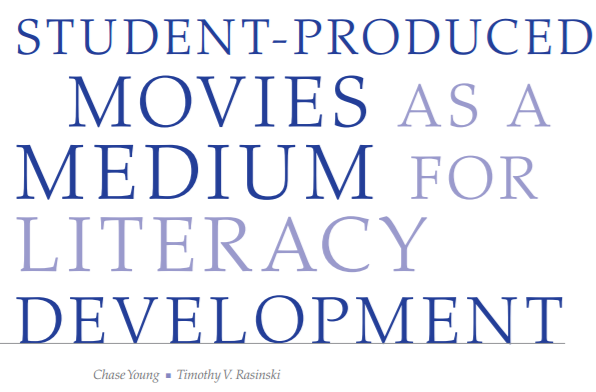 STUDENT-PRODUCED
MOVIES AS A
MEDIUM FOR
LITERACY
DEVELOPMENT
Chase Young ▪ Timothy V. Rasinski